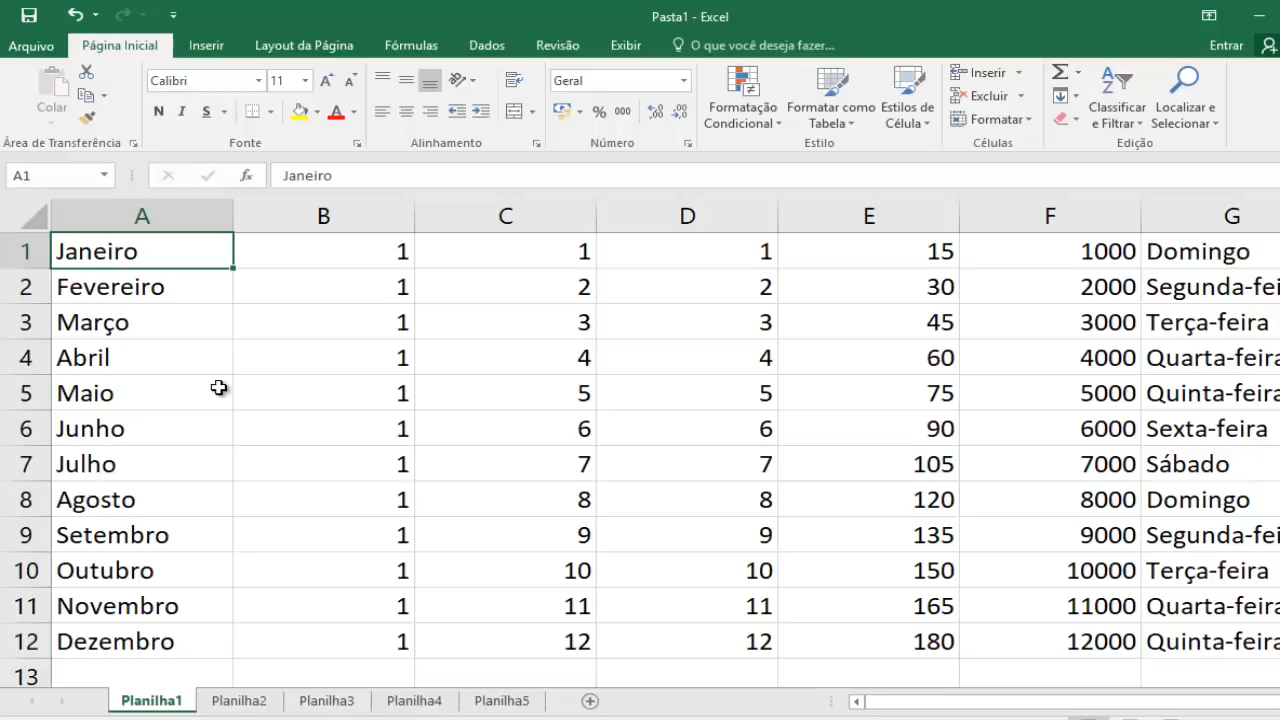 Pasta1 - Excel
Arquivo Página Inicial Inserir Layout da Página Fórmulas Dados Revisão Exibir O que você deseja fazer... Entrar
Colar
Calibri 11
N I S
Geral
% 000
Formatação Condicional
Formatar como Tabela
Estilos de Célula
Inserir
Excluir
Formatar
Classificar e Filtrar
Localizar e Selecionar
Área de Transferência Fonte Alinhamento Número Estilo Células Edição
A1 fx Janeiro
A B C D E F G
1 Janeiro 1 1 1 15 1000 Domingo
2 Fevereiro 1 2 2 30 2000 Segunda-fei
3 Março 1 3 3 45 3000 Terça-feira
4 Abril 1 4 4 60 4000 Quarta-feira
5 Maio 1 5 5 75 5000 Quinta-feira
6 Junho 1 6 6 90 6000 Sexta-feira
7 Julho 1 7 7 105 7000 Sábado
8 Agosto 1 8 8 120 8000 Domingo
9 Setembro 1 9 9 135 9000 Segunda-fei
10 Outubro 1 10 10 150 10000 Terça-feira
11 Novembro 1 11 11 165 11000 Quarta-feira
12 Dezembro 1 12 12 180 12000 Quinta-feira
13
Planilha1 Planilha2 Planilha3 Planilha4 Planilha5